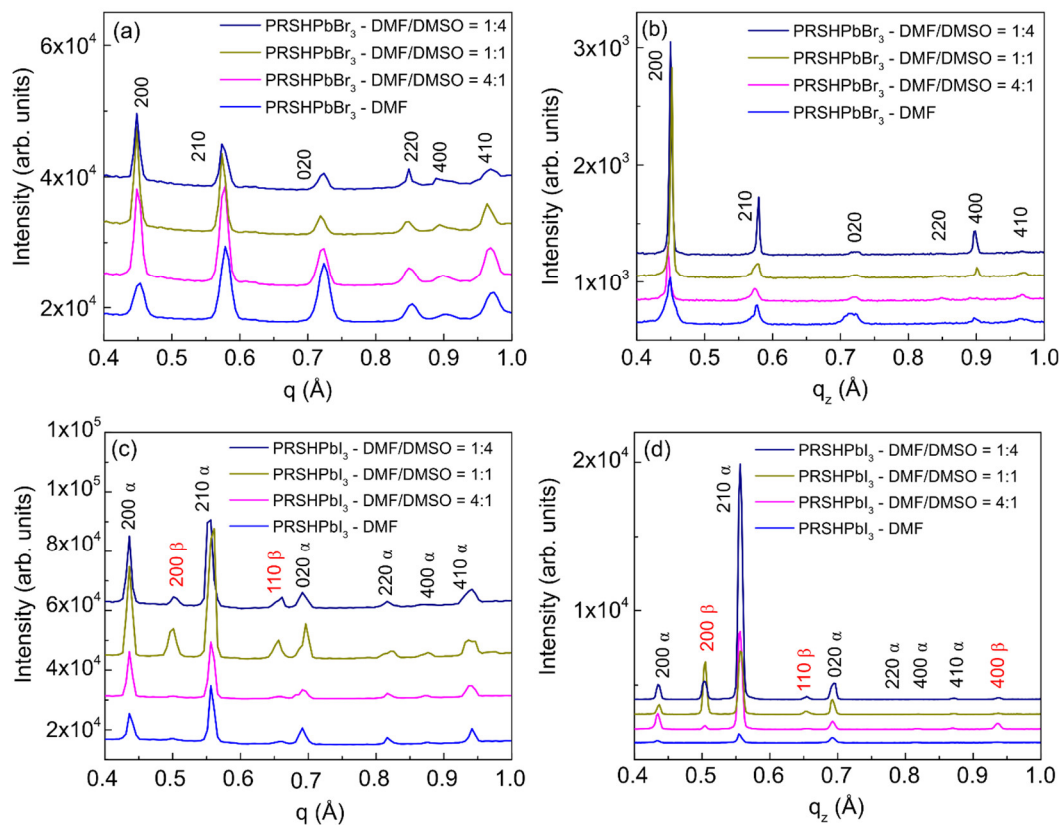 (a)
PRSHPbBr₃ - DMF/DMSO = 1:4
PRSHPbBr₃ - DMF/DMSO = 1:1
PRSHPbBr₃ - DMF/DMSO = 4:1
PRSHPbBr₃ - DMF
200
210
020
220
400
410
6x10⁴
4x10⁴
2x10⁴
Intensity (arb. units)
0.4 0.5 0.6 0.7 0.8 0.9 1.0
q (Å)
(b)
PRSHPbBr₃ - DMF/DMSO = 1:4
PRSHPbBr₃ - DMF/DMSO = 1:1
PRSHPbBr₃ - DMF/DMSO = 4:1
PRSHPbBr₃ - DMF
200
210
020
220
400
410
3x10³
2x10³
1x10³
Intensity (arb. units)
0.4 0.5 0.6 0.7 0.8 0.9 1.0
q_z (Å)
(c)
PRSHPbI₃ - DMF/DMSO = 1:4
PRSHPbI₃ - DMF/DMSO = 1:1
PRSHPbI₃ - DMF/DMSO = 4:1
PRSHPbI₃ - DMF
200 α
200 β
210 α
110 β
020 α
220 α
400 α
410 α
1x10⁵
1x10⁵
8x10⁴
6x10⁴
4x10⁴
2x10⁴
Intensity (arb. units)
0.4 0.5 0.6 0.7 0.8 0.9 1.0
q (Å)
(d)
PRSHPbI₃ - DMF/DMSO = 1:4
PRSHPbI₃ - DMF/DMSO = 1:1
PRSHPbI₃ - DMF/DMSO = 4:1
PRSHPbI₃ - DMF
200 α
200 β
210 α
110 β
020 α
220 α
400 α
410 α
400 β
2x10⁴
1x10⁴
Intensity (arb. units)
0.4 0.5 0.6 0.7 0.8 0.9 1.0
q_z (Å)